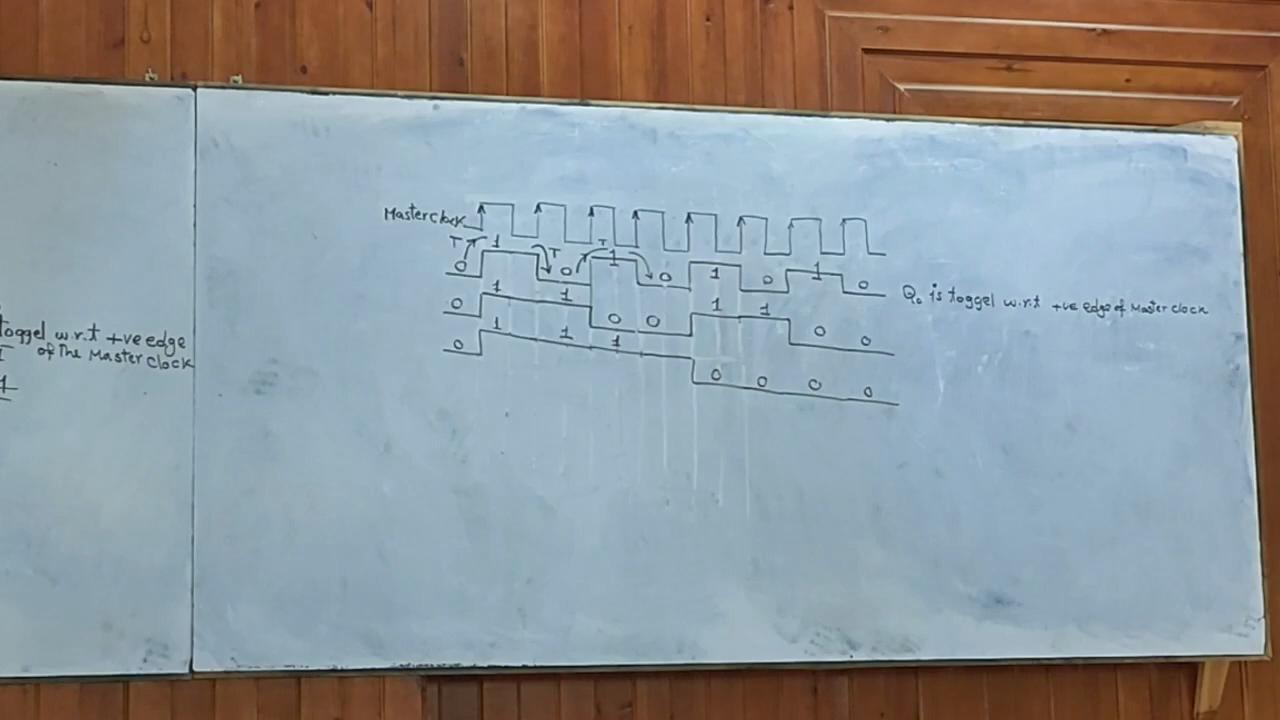 toggel w.r.t +ve edge
of The Master Clock
1
Master clock
T 1 T 0 T 1 0 1 0 1 0
0
Q₀ is toggel w.r.t +ve edge of Master clock
0 1 1 0 0 1 1 0 0
0 1 1 1 0 0 0 0